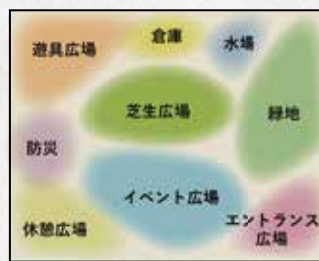 倉庫
水場
遊具広場
芝生広場
緑地
防災
イベント広場
休憩広場
エントランス
広場